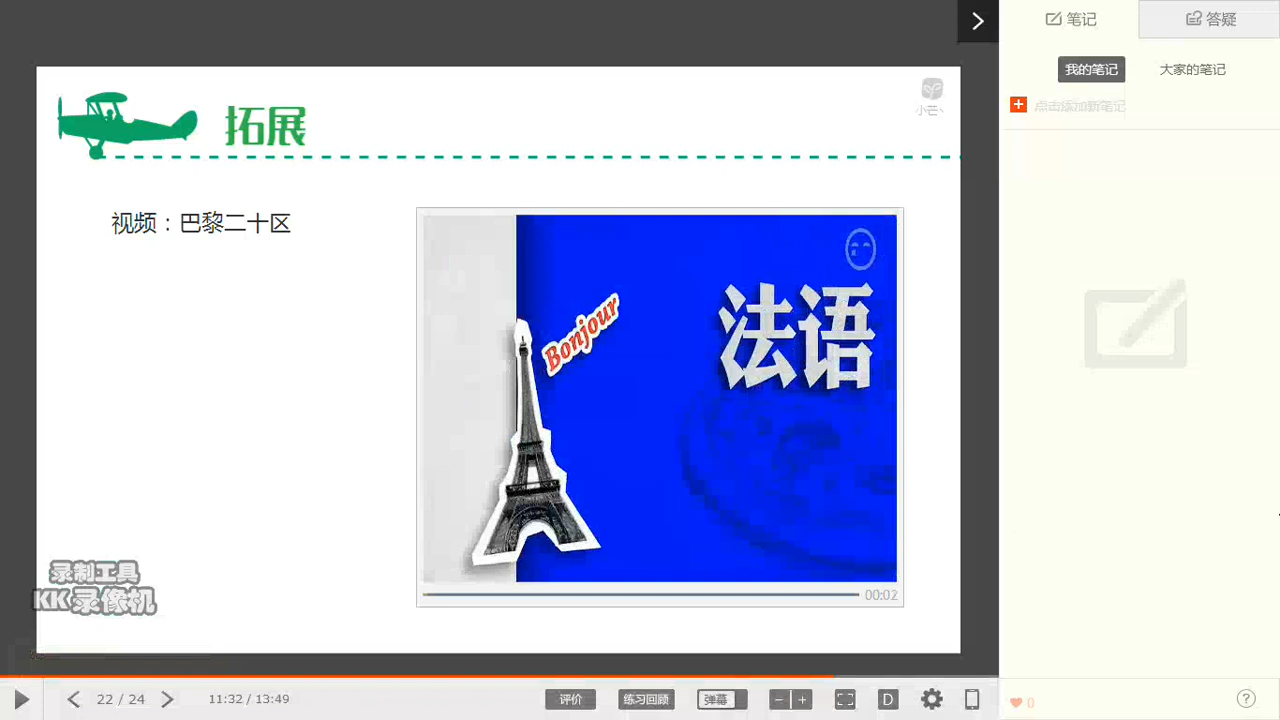 笔记
答疑
我的笔记
大家的笔记
点击添加新笔记
拓展
视频：巴黎二十区
Bonjour
法语
00:02
录制工具
KK录像机
22 / 24
11:32 / 13:49
评价
练习回顾
弹幕
D
0